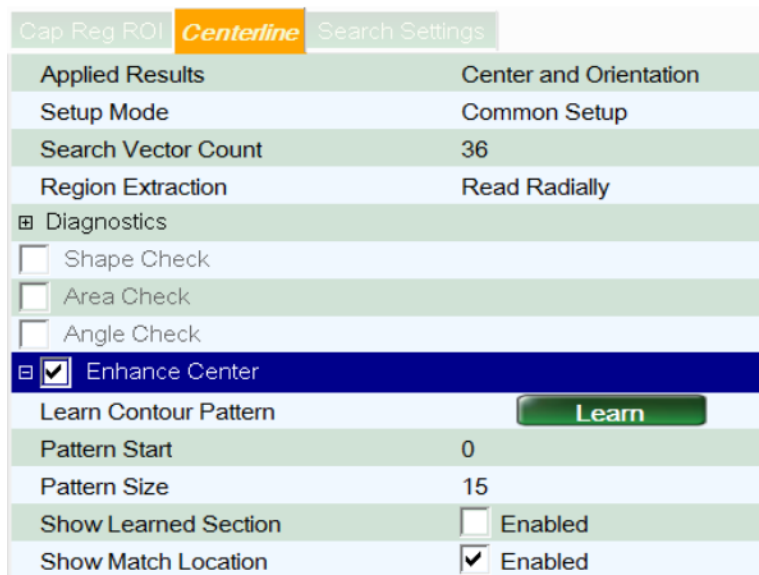 Cap Reg ROI Centerline Search Settings
Applied Results Center and Orientation
Setup Mode Common Setup
Search Vector Count 36
Region Extraction Read Radially
Diagnostics
Shape Check
Area Check
Angle Check
Enhance Center
Learn Contour Pattern Learn
Pattern Start 0
Pattern Size 15
Show Learned Section Enabled
Show Match Location Enabled